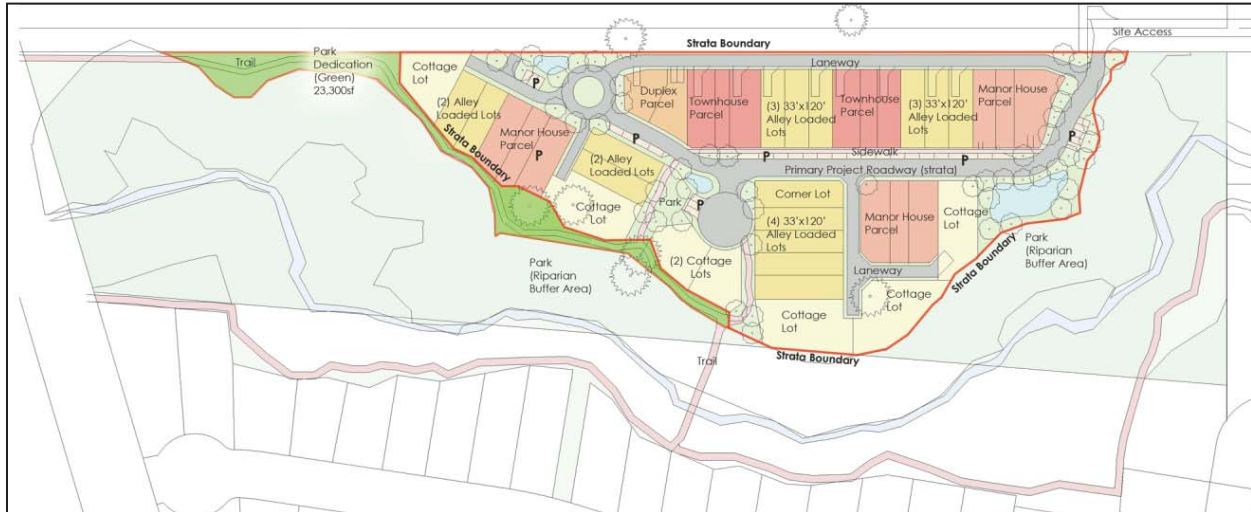 Site Access
Strata Boundary
Park
Dedication
(Green)
23,300sf
Trail
Cottage
Lot
Laneway
P
(2) Alley
Loaded Lots
Manor House
Parcel
P
Strata Boundary
Duplex
Parcel
Townhouse
Parcel
(3) 33'x120'
Alley Loaded
Lots
Townhouse
Parcel
(3) 33'x120'
Alley Loaded
Lots
Manor House
Parcel
P
P
Sidewalk
P
P
Primary Project Roadway (strata)
(2) Alley
Loaded Lots
Cottage
Lot
Park
P
Corner Lot
(4) 33'x120'
Alley Loaded
Lots
Manor House
Parcel
Cottage
Lot
Strata Boundary
Park
(Riparian
Buffer Area)
Park
(Riparian
Buffer Area)
(2) Cottage
Lots
Laneway
Cottage
Lot
Cottage
Lot
Strata Boundary
Trail